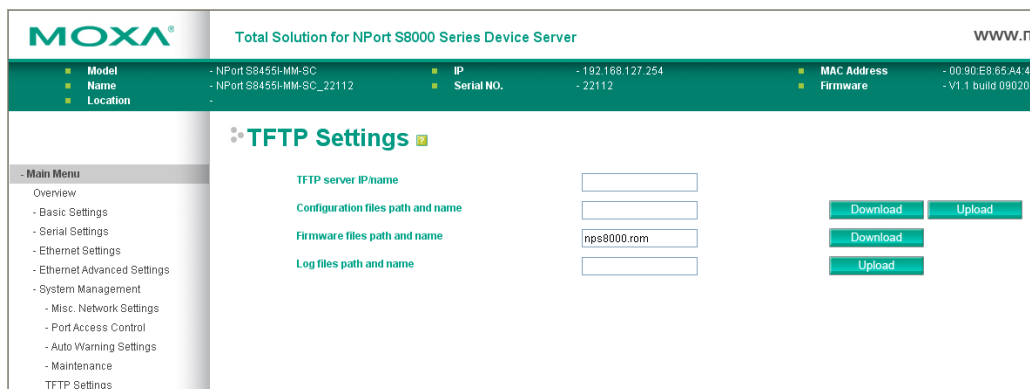 MOXA®
Total Solution for NPort S8000 Series Device Server
www.m
Model - NPort S8455I-MM-SC IP - 192.168.127.254 MAC Address - 00:90:E8:65:A4:4
Name - NPort S8455I-MM-SC_22112 Serial NO. - 22112 Firmware - V1.1 build 09020
Location -
TFTP Settings
- Main Menu
Overview
- Basic Settings
- Serial Settings
- Ethernet Settings
- Ethernet Advanced Settings
- System Management
- Misc. Network Settings
- Port Access Control
- Auto Warning Settings
- Maintenance
TFTP Settings
TFTP server IP/name
Configuration files path and name Download Upload
Firmware files path and name nps8000.rom Download
Log files path and name Upload